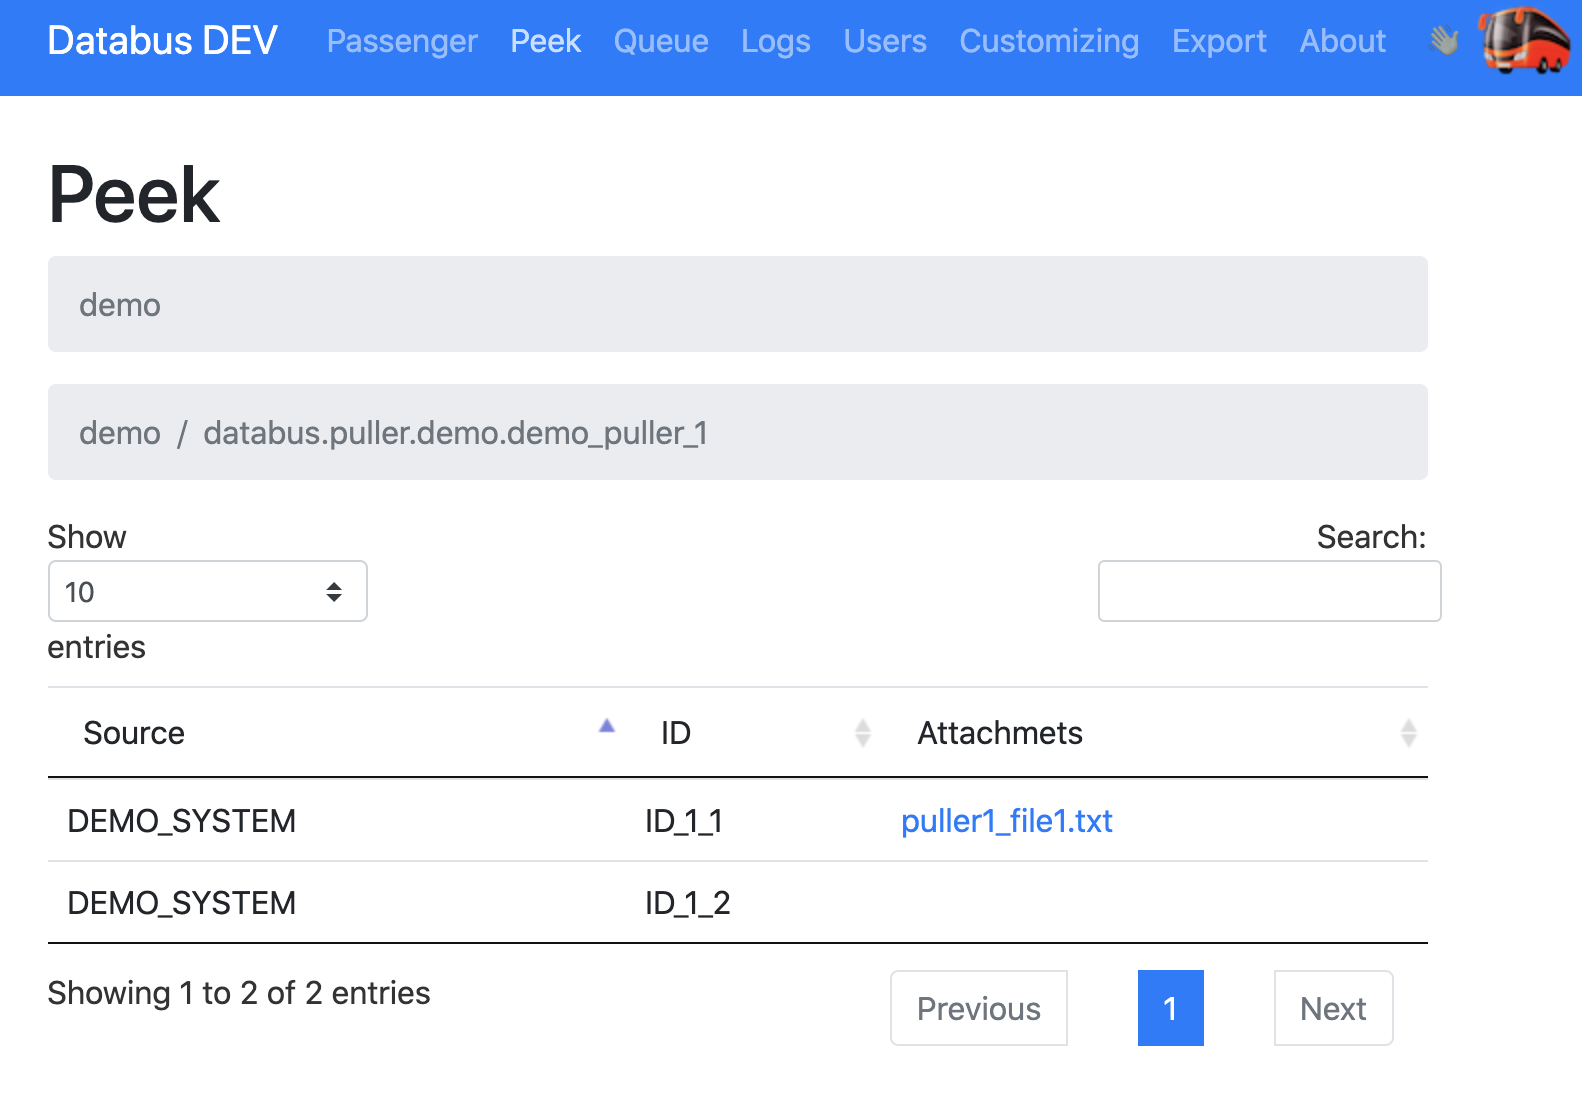 Databus DEV Passenger Peek Queue Logs Users Customizing Export About
Peek
demo
demo / databus.puller.demo.demo_puller_1
Show Search:
10
entries
Source ID Attachmets
DEMO_SYSTEM ID_1_1 puller1_file1.txt
DEMO_SYSTEM ID_1_2
Showing 1 to 2 of 2 entries Previous 1 Next